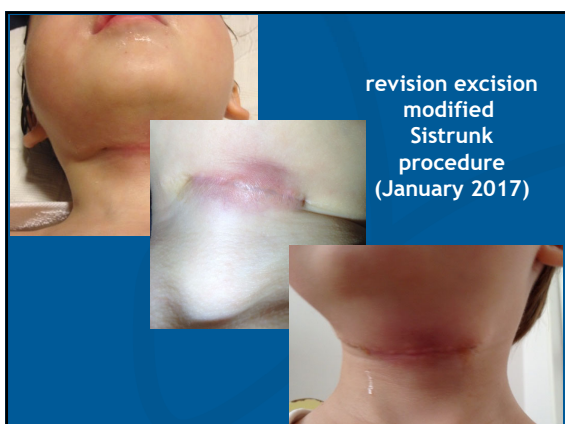 revision excision
modified
Sistrunk
procedure
(January 2017)